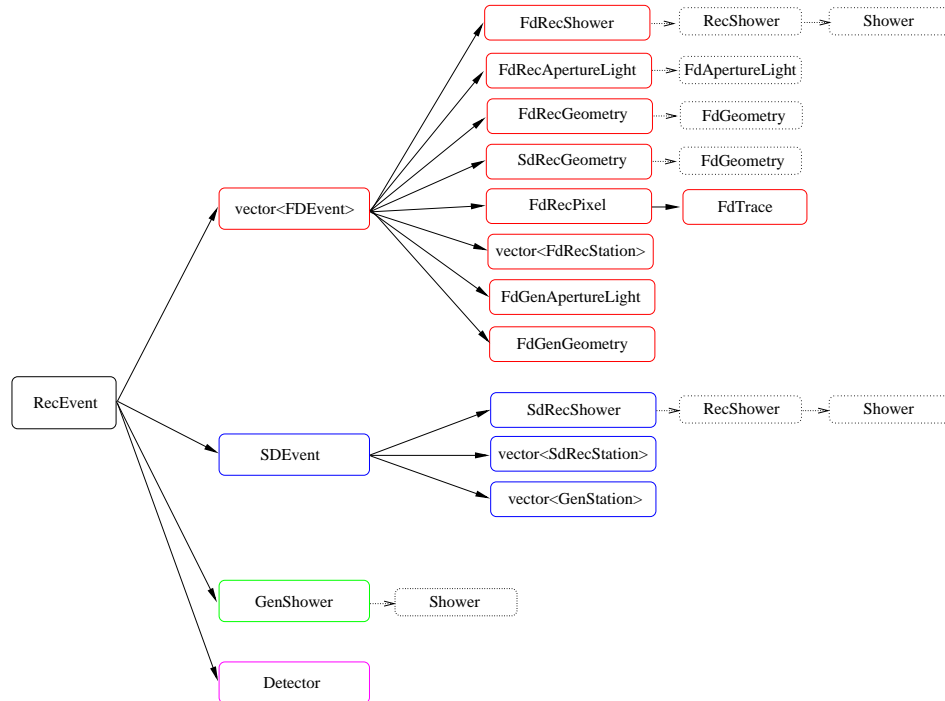 FdRecShower
RecShower
Shower
FdRecApertureLight
FdApertureLight
FdRecGeometry
FdGeometry
SdRecGeometry
FdGeometry
vector<FDEvent>
FdRecPixel
FdTrace
vector<FdRecStation>
FdGenApertureLight
FdGenGeometry
RecEvent
SdRecShower
RecShower
Shower
SDEvent
vector<SdRecStation>
vector<GenStation>
GenShower
Shower
Detector